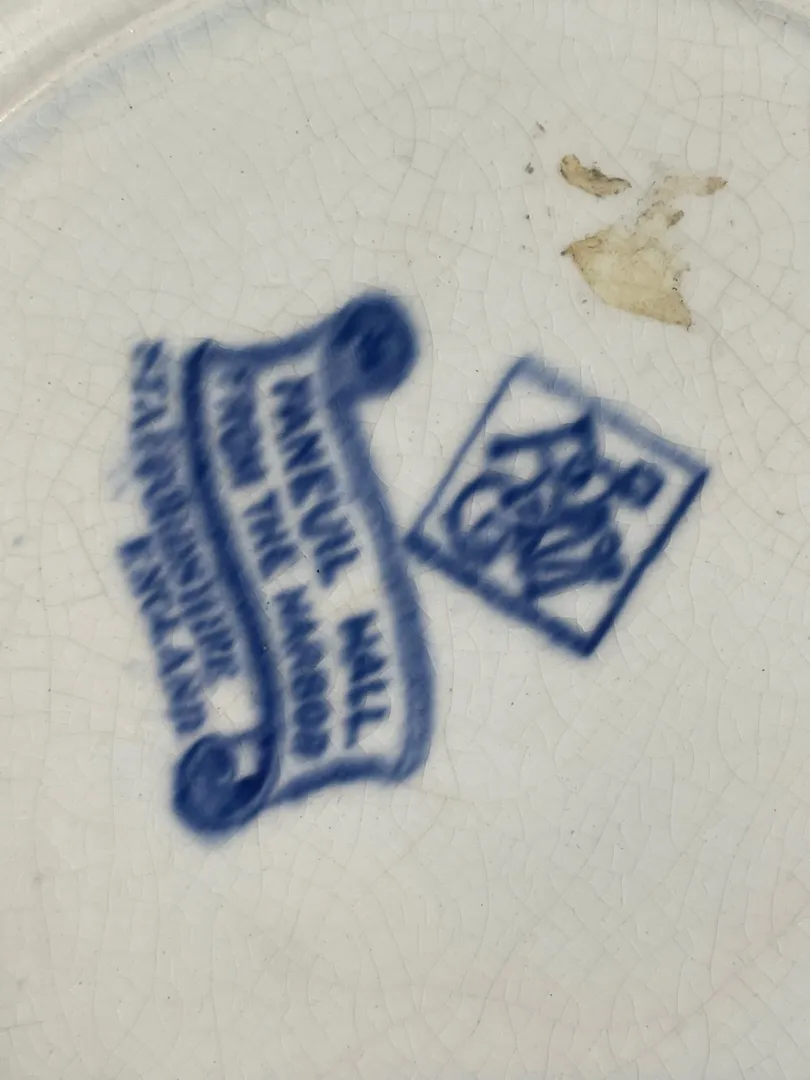 FANEUIL HALL
FROM THE HARBOR
STAFFORDSHIRE
ENGLAND